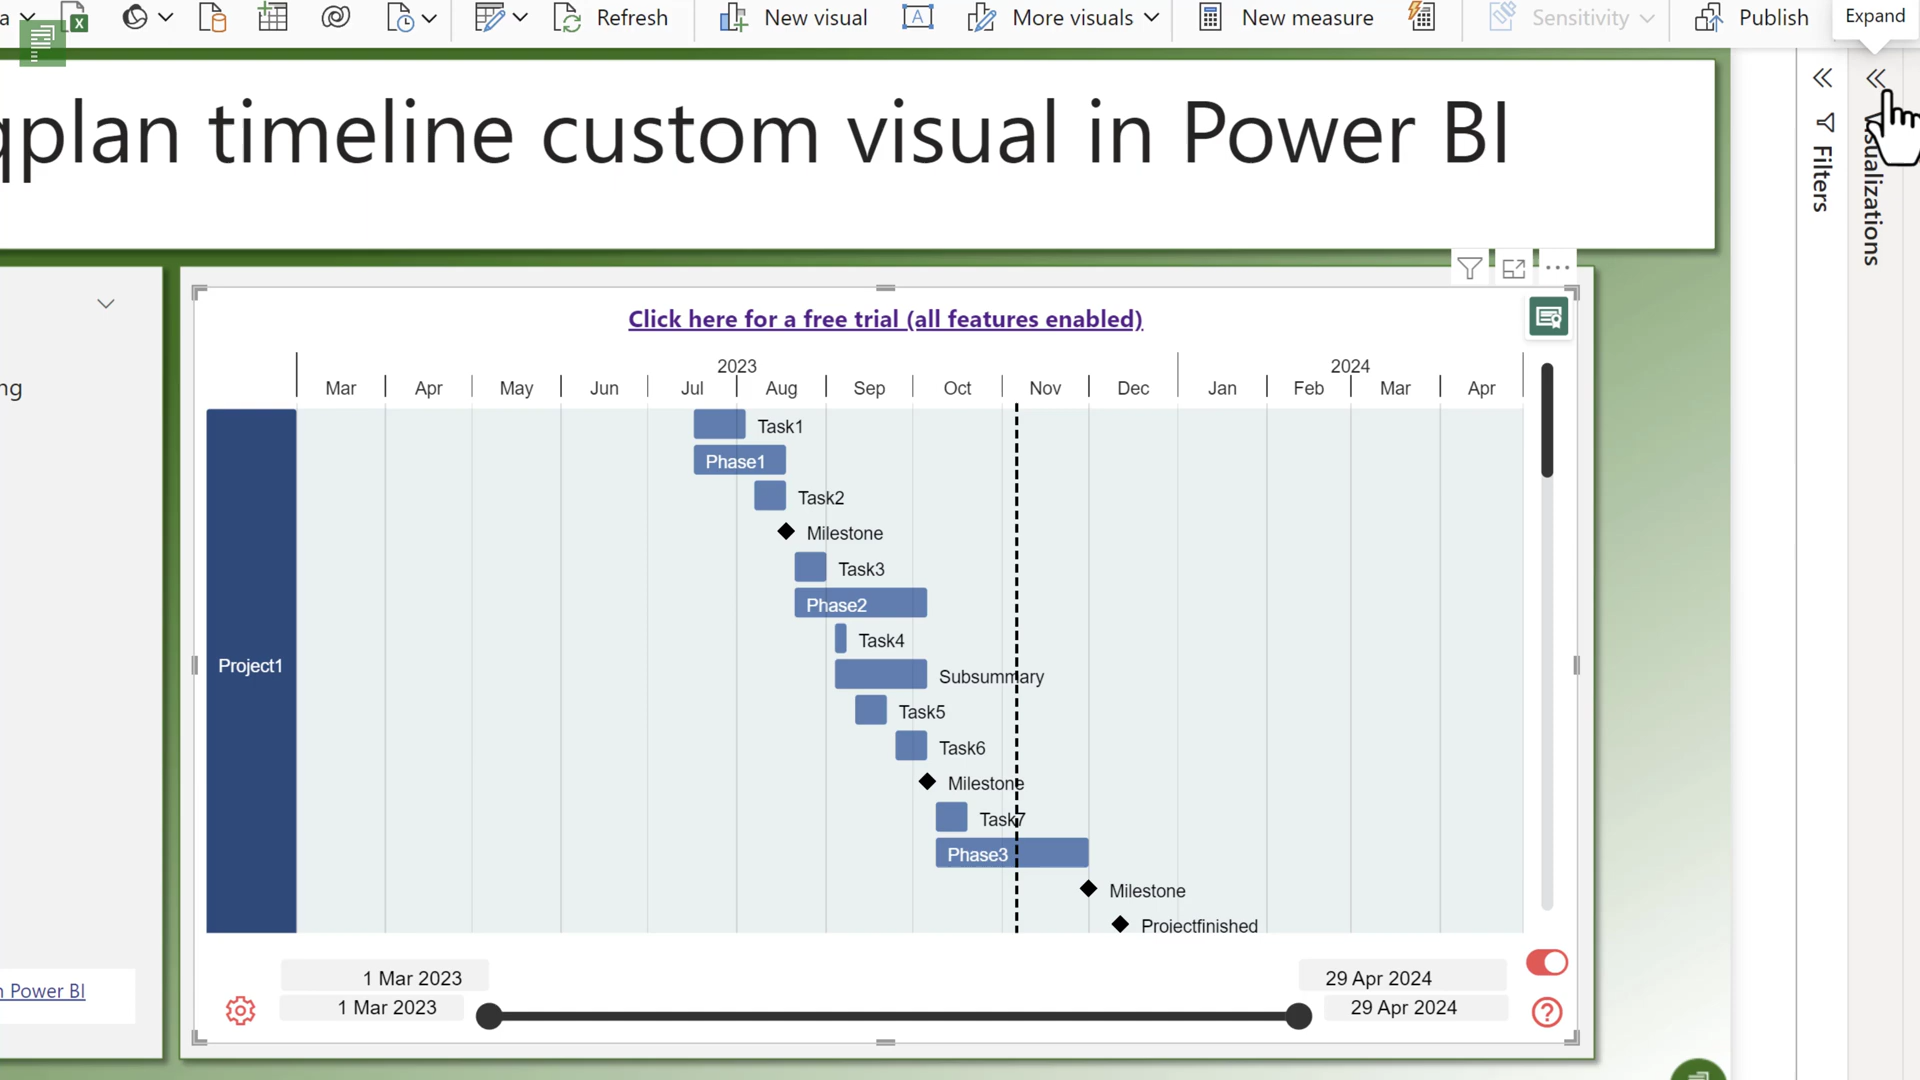 Refresh
New visual
More visuals
New measure
Sensitivity
Publish
Expand
qplan timeline custom visual in Power BI
Filters
Visualizations
ng
Power BI
Click here for a free trial (all features enabled)
2023
2024
Mar
Apr
May
Jun
Jul
Aug
Sep
Oct
Nov
Dec
Jan
Feb
Mar
Apr
Project1
Task1
Phase1
Task2
Milestone
Task3
Phase2
Task4
Subsummary
Task5
Task6
Milestone
Task7
Phase3
Milestone
Projectfinished
1 Mar 2023
29 Apr 2024
1 Mar 2023
29 Apr 2024